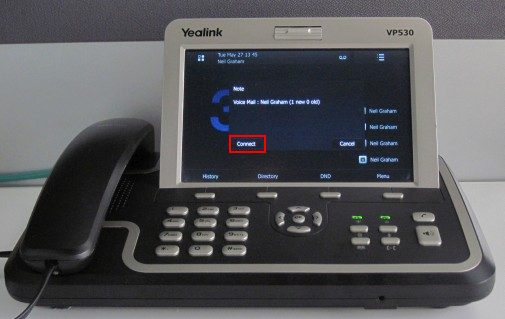 Yealink
VP530
Tue May 27 13 45
Neil Graham
Note
Voice Mail : Neil Graham (1 new 0 old)
Neil Graham
Neil Graham
Connect
Cancel
Neil Graham
Neil Graham
History
Directory
DND
Menu